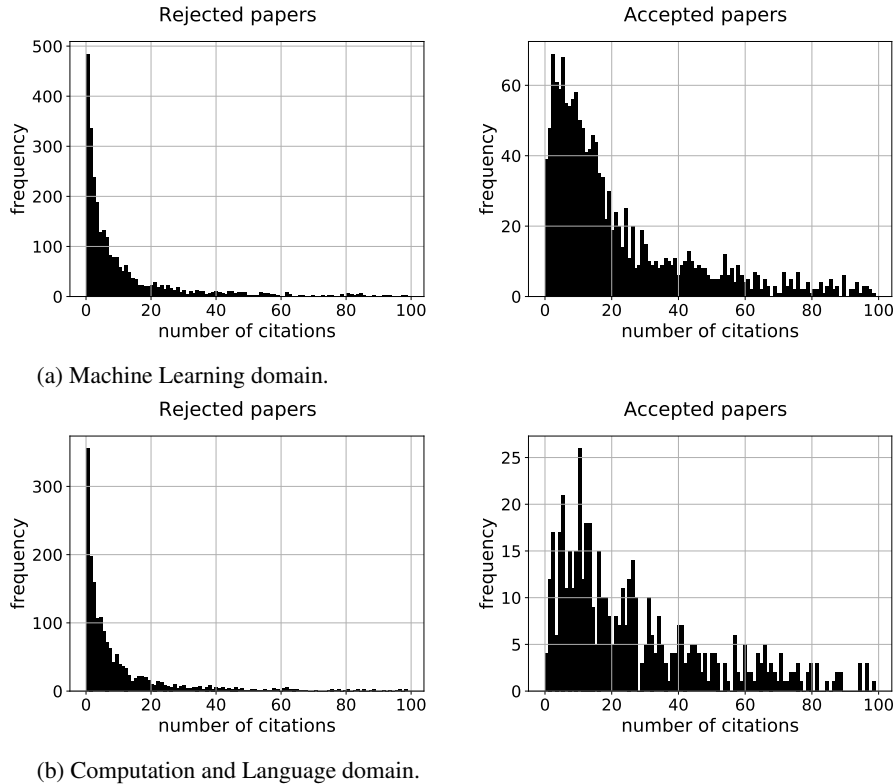 Rejected papers
Accepted papers
500
400
300
200
100
0
frequency
0 20 40 60 80 100
number of citations
60
40
20
0
frequency
0 20 40 60 80 100
number of citations
(a) Machine Learning domain.
Rejected papers
Accepted papers
300
200
100
0
frequency
0 20 40 60 80 100
number of citations
25
20
15
10
5
0
frequency
0 20 40 60 80 100
number of citations
(b) Computation and Language domain.